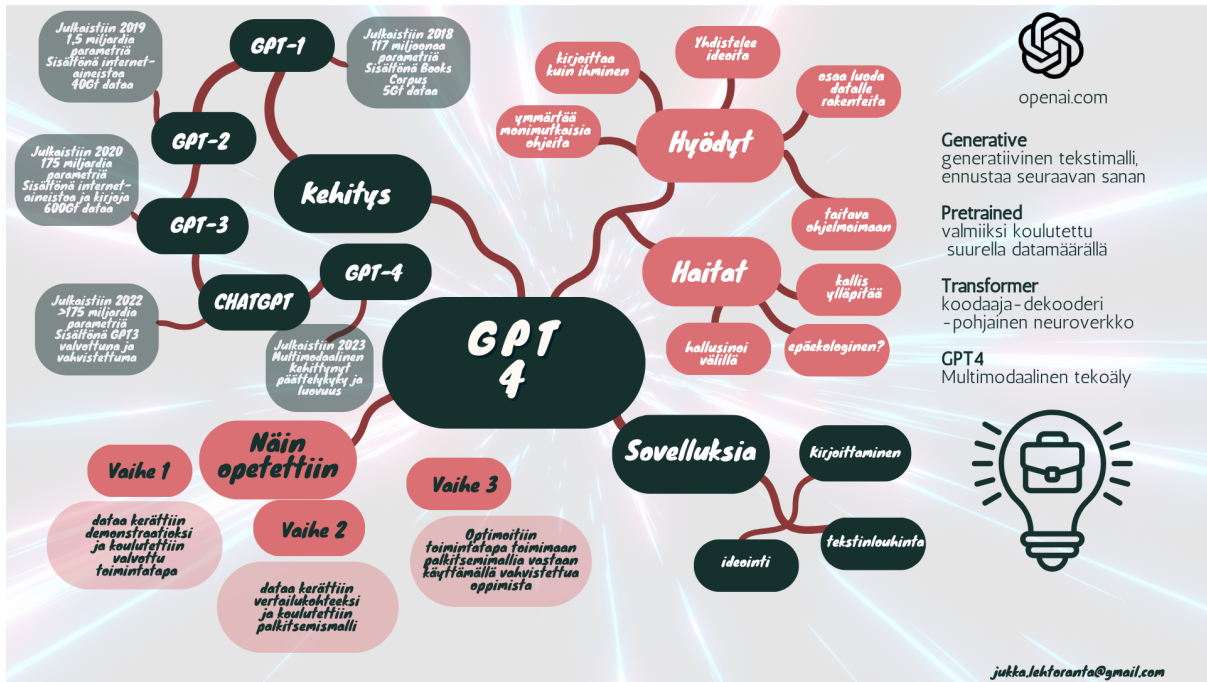 Julkaistiin 2019
1,5 miljardia
parametriä
Sisältönä internet-
aineistoa
40Gt dataa
GPT-1
Julkaistiin 2018
117 miljoonaa
parametriä
Sisältönä Books
Corpus
5Gt dataa
GPT-2
Julkaistiin 2020
175 miljardia
parametriä
Sisältönä internet-
aineistoa ja kirjoja
600Gt dataa
GPT-3
Kehitys
GPT-4
CHATGPT
Julkaistiin 2022
>175 miljardia
parametriä
Sisältönä GPT3
valvottuna ja
vahvistettuma
Julkaistiin 2023
Multimodaalinen
Kehittynyt
päättelykyky ja
luovuus
GPT
4
kirjoittaa
kuin ihminen
Yhdistelee
ideoita
osaa luoda
datalle
rakenteita
ymmärtää
monimutkaisia
ohjeita
Hyödyt
taitava
ohjelmoimaan
Haitat
kallis
ylläpitää
hallusinoi
välillä
epäekologinen?
Sovelluksia
Kirjoittaminen
tekstinlouhinta
ideointi
Näin
opetettiin
Vaihe 1
dataa kerättiin
demonstraatioksi
ja koulutettiin
valvottu
toimintatapa
Vaihe 2
dataa kerättiin
vertailukohteeksi
ja koulutettiin
palkitsemismalli
Vaihe 3
Optimoitiin
toimintatapa toimimaan
palkitsemimallia vastaan
käyttämällä vahvistettua
oppimista
openai.com
Generative
generatiivinen tekstimalli,
ennustaa seuraavan sanan
Pretrained
valmiiksi koulutettu
suurella datamäärällä
Transformer
koodaaja-dekooderi
-pohjainen neuroverkko
GPT4
Multimodaalinen tekoäly
jukka.lehtoranta@gmail.com